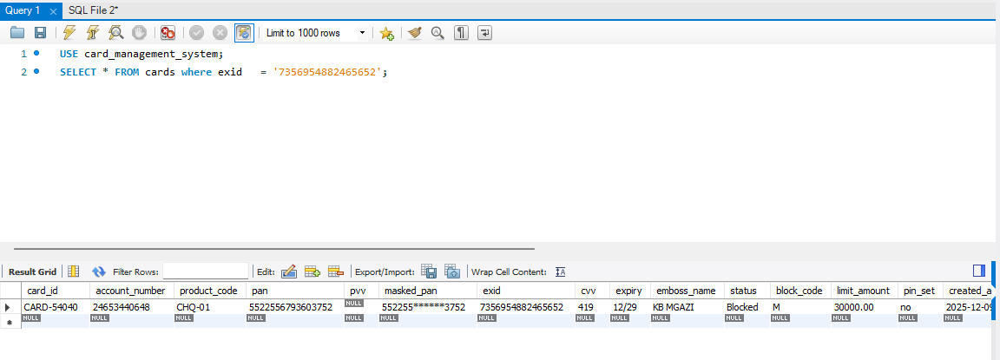 Query 1 SQL File 2*
Limit to 1000 rows
1 USE card_management_system;
2 SELECT * FROM cards where exid = '7356954882465652';
Result Grid Filter Rows: Edit: Export/Import: Wrap Cell Content:
card_id account_number product_code pan pvv masked_pan exid cvv expiry emboss_name status block_code limit_amount pin_set created_a
CARD-54040 24653440648 CHQ-01 5522556793603752 NULL 552255******3752 7356954882465652 419 12/29 KB MGAZI Blocked M 30000.00 no 2025-12-09
NULL NULL NULL NULL NULL NULL NULL NULL NULL NULL NULL NULL NULL NULL NULL